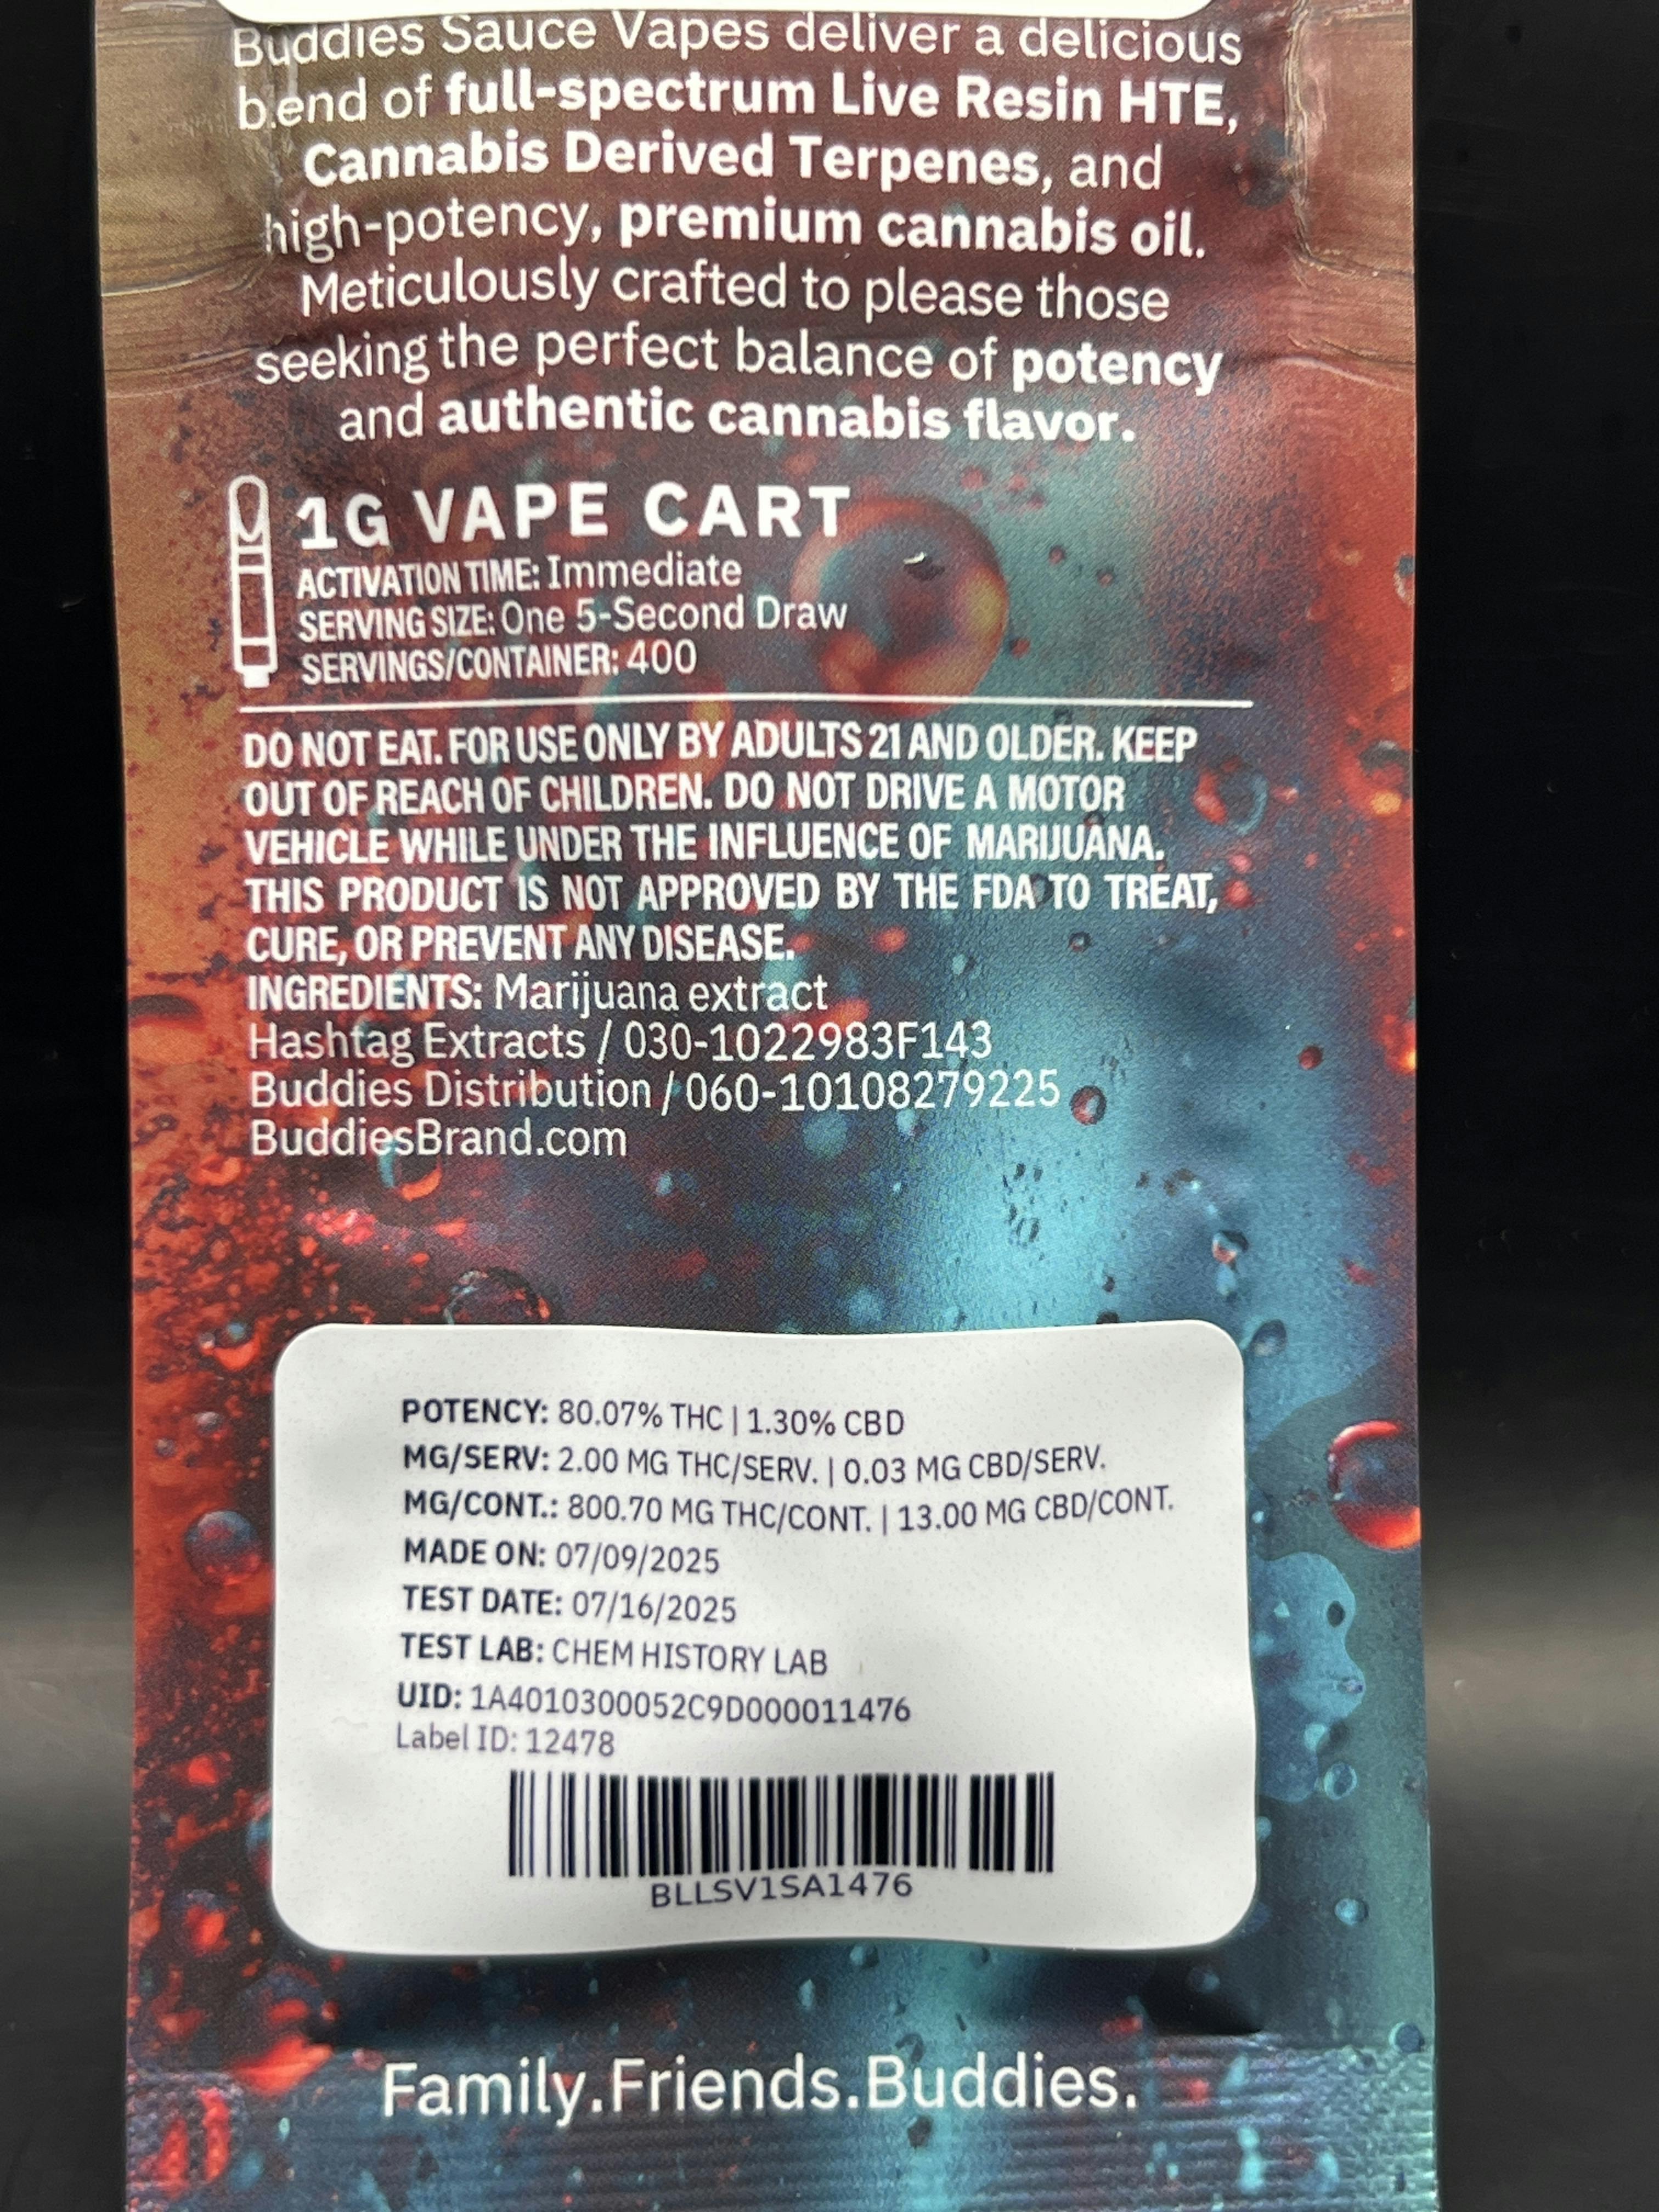 Buddies Sauce Vapes deliver a delicious
blend of full-spectrum Live Resin HTE,
Cannabis Derived Terpenes, and
high-potency, premium cannabis oil.
Meticulously crafted to please those
seeking the perfect balance of potency
and authentic cannabis flavor.
1G VAPE CART
ACTIVATION TIME: Immediate
SERVING SIZE: One 5-Second Draw
SERVINGS/CONTAINER: 400
DO NOT EAT. FOR USE ONLY BY ADULTS 21 AND OLDER. KEEP
OUT OF REACH OF CHILDREN. DO NOT DRIVE A MOTOR
VEHICLE WHILE UNDER THE INFLUENCE OF MARIJUANA.
THIS PRODUCT IS NOT APPROVED BY THE FDA TO TREAT,
CURE, OR PREVENT ANY DISEASE.
INGREDIENTS: Marijuana extract
Hashtag Extracts / 030-1022983F143
Buddies Distribution / 060-10108279225
BuddiesBrand.com
POTENCY: 80.07% THC | 1.30% CBD
MG/SERV: 2.00 MG THC/SERV. | 0.03 MG CBD/SERV.
MG/CONT.: 800.70 MG THC/CONT. | 13.00 MG CBD/CONT.
MADE ON: 07/09/2025
TEST DATE: 07/16/2025
TEST LAB: CHEM HISTORY LAB
UID: 1A4010300052C9D000011476
Label ID: 12478
BLLSV1SA1476
Family.Friends.Buddies.